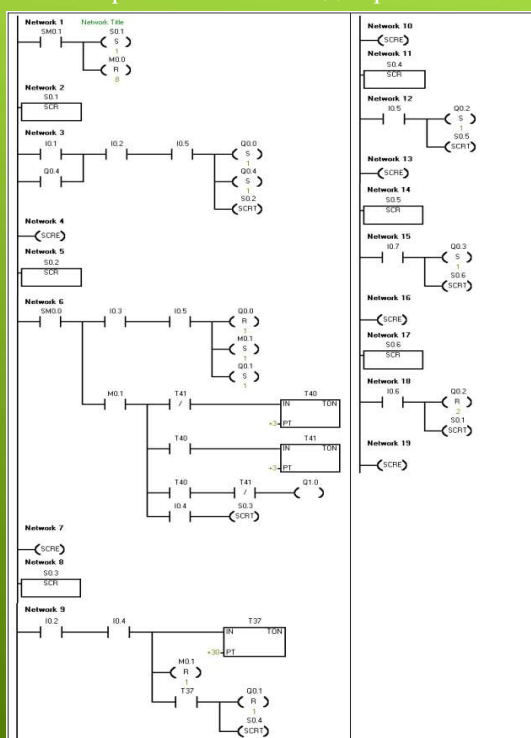 Network 1 Network Title
SM0.1 S0.1
S
1
M0.0
R
8
Network 2
S0.1
SCR
Network 3
I0.1 I0.2 I0.5 Q0.0
S
1
Q0.4 Q0.4
S
1
S0.2
SCRT
Network 4
SCRE
Network 5
S0.2
SCR
Network 6
SM0.0 I0.3 I0.5 Q0.0
R
1
M0.1
S
1
Q0.1
S
1
M0.1 T41 T40
/ IN TON
+3 PT
T40 T41
IN TON
+3 PT
T40 T41 Q1.0
/
I0.4 S0.3
SCRT
Network 7
SCRE
Network 8
S0.3
SCR
Network 9
I0.2 I0.4 T37
IN TON
+30 PT
M0.1
R
1
T37 Q0.1
R
1
S0.4
SCRT
Network 10
SCRE
Network 11
S0.4
SCR
Network 12
I0.5 Q0.2
S
1
S0.5
SCRT
Network 13
SCRE
Network 14
S0.5
SCR
Network 15
I0.7 Q0.3
S
1
S0.6
SCRT
Network 16
SCRE
Network 17
S0.6
SCR
Network 18
I0.6 Q0.2
R
2
S0.1
SCRT
Network 19
SCRE